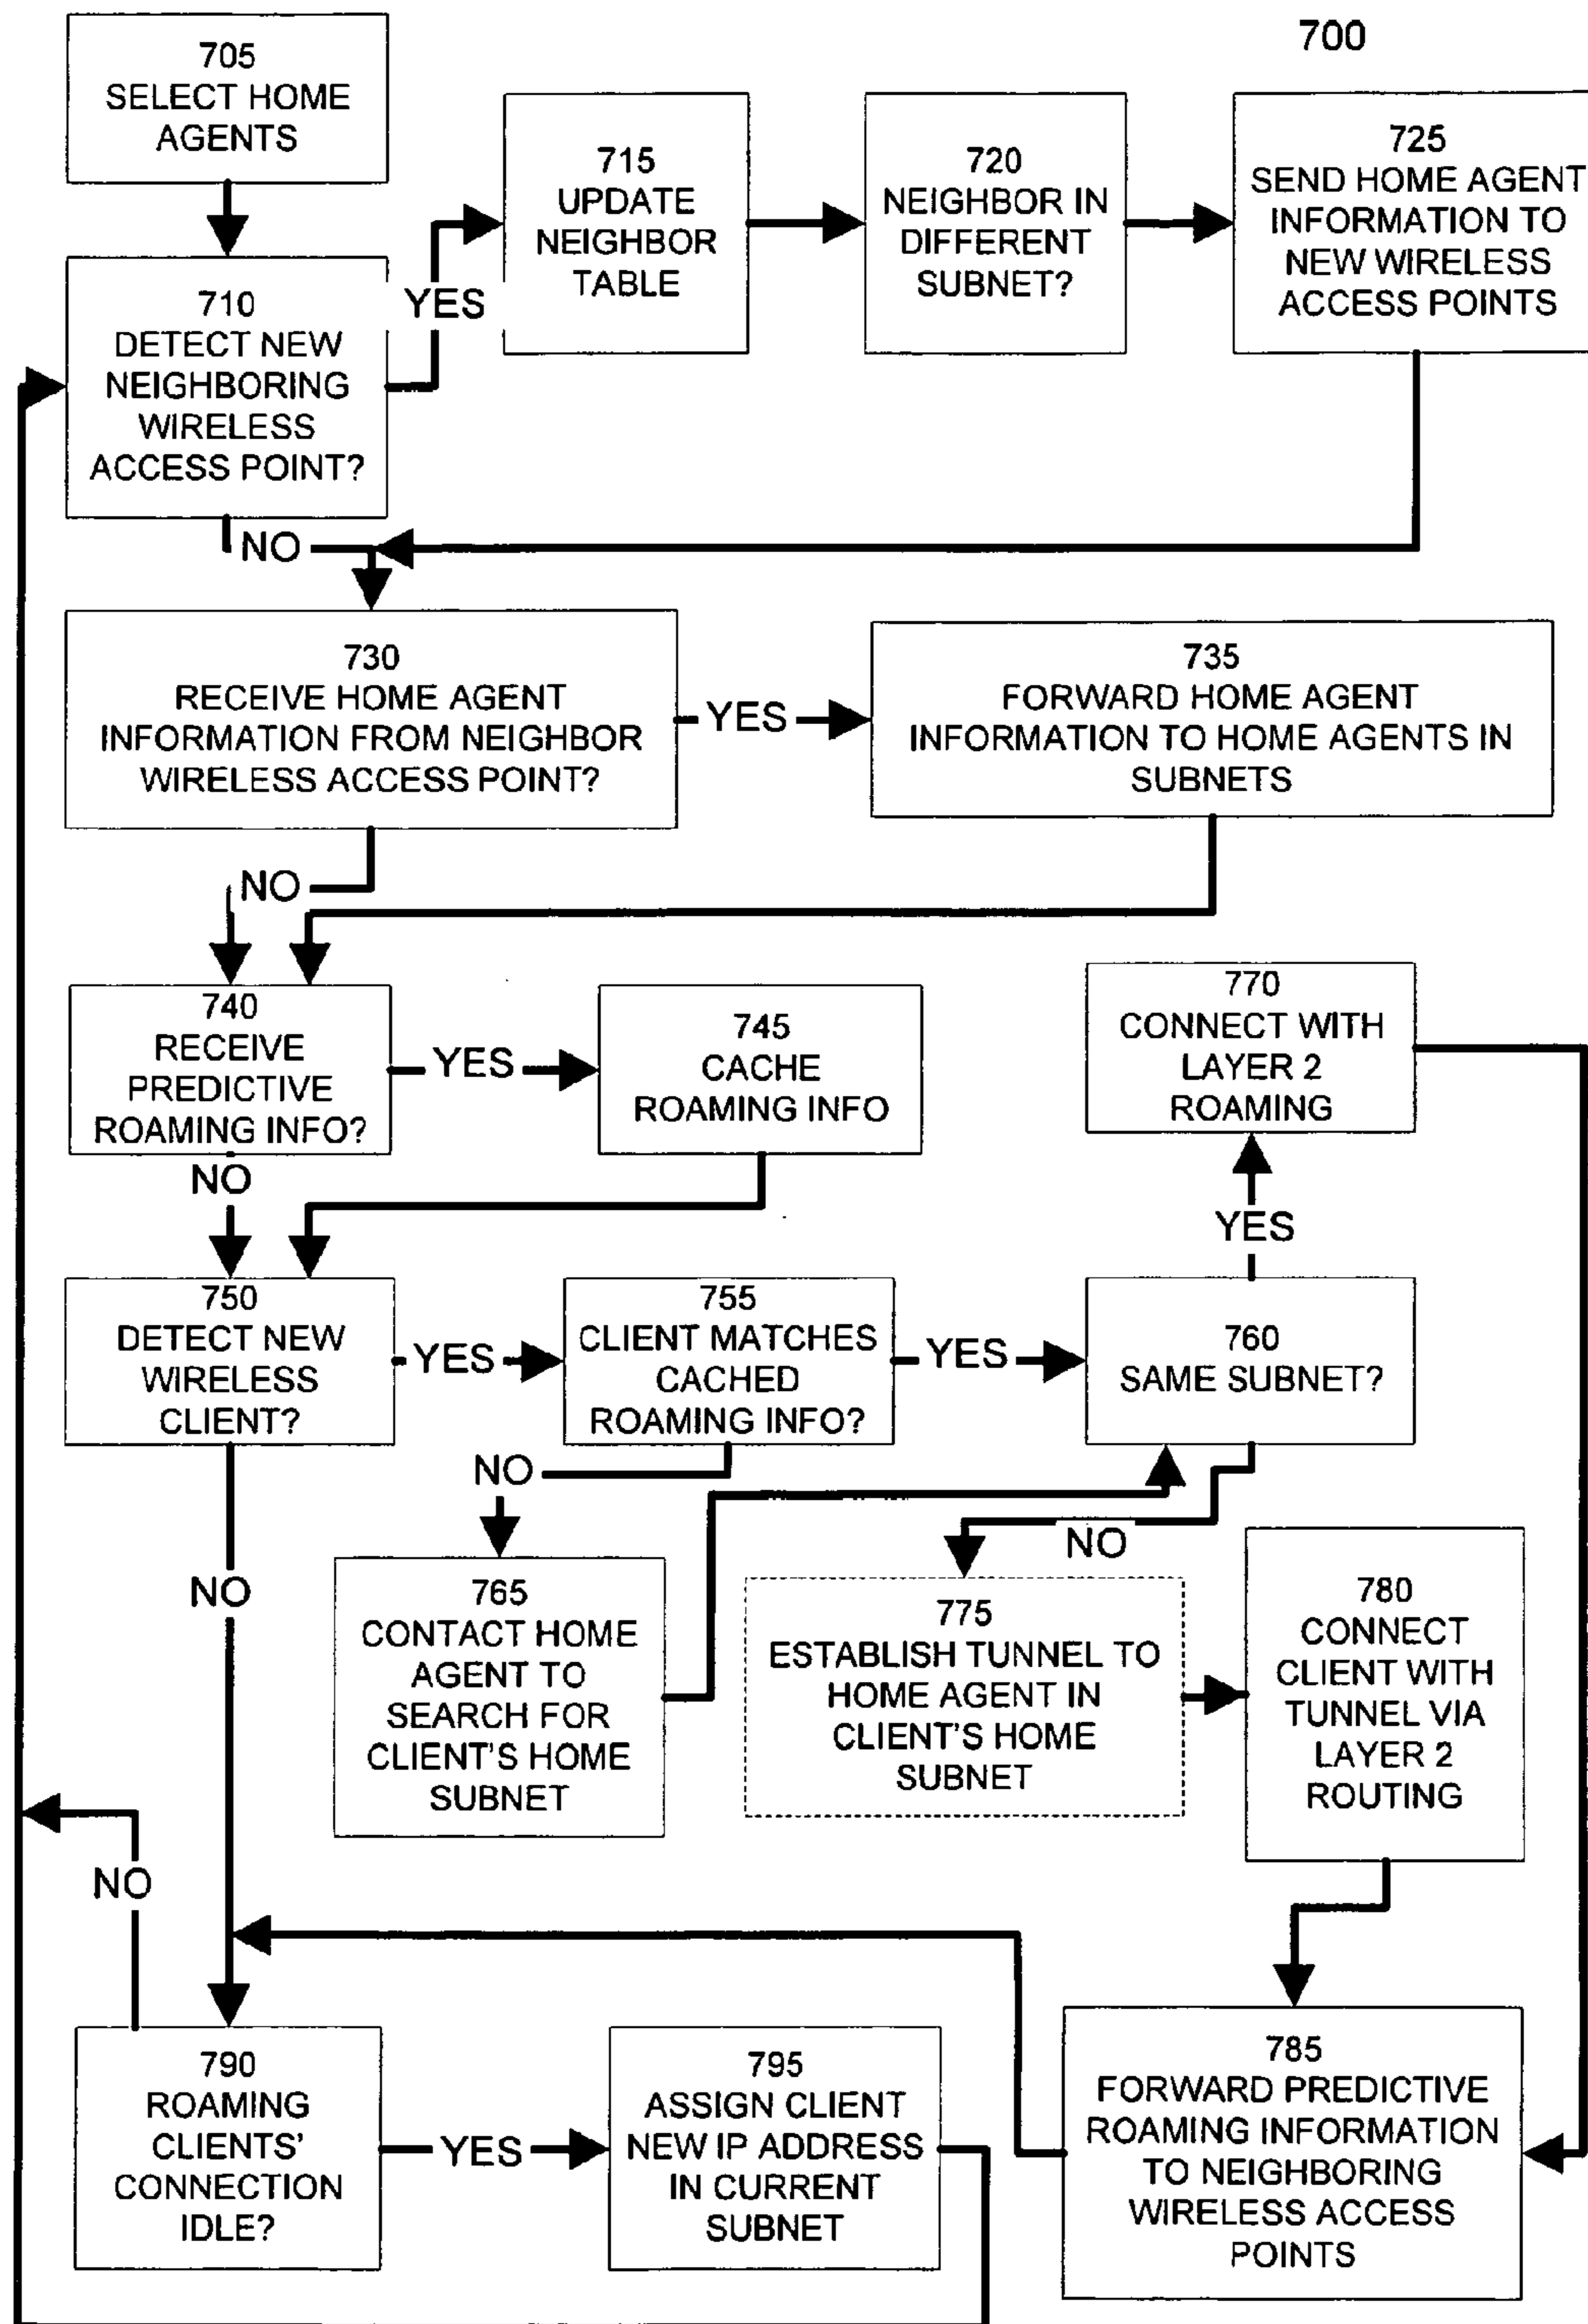 700
705
SELECT HOME
AGENTS
710
DETECT NEW
NEIGHBORING
WIRELESS
ACCESS POINT?
YES
715
UPDATE
NEIGHBOR
TABLE
720
NEIGHBOR IN
DIFFERENT
SUBNET?
725
SEND HOME AGENT
INFORMATION TO
NEW WIRELESS
ACCESS POINTS
NO
730
RECEIVE HOME AGENT
INFORMATION FROM NEIGHBOR
WIRELESS ACCESS POINT?
YES
735
FORWARD HOME AGENT
INFORMATION TO HOME AGENTS IN
SUBNETS
NO
740
RECEIVE
PREDICTIVE
ROAMING INFO?
YES
745
CACHE
ROAMING INFO
770
CONNECT WITH
LAYER 2
ROAMING
NO
YES
750
DETECT NEW
WIRELESS
CLIENT?
YES
755
CLIENT MATCHES
CACHED
ROAMING INFO?
YES
760
SAME SUBNET?
NO
NO
NO
765
CONTACT HOME
AGENT TO
SEARCH FOR
CLIENT'S HOME
SUBNET
775
ESTABLISH TUNNEL TO
HOME AGENT IN
CLIENT'S HOME
SUBNET
780
CONNECT
CLIENT WITH
TUNNEL VIA
LAYER 2
ROUTING
NO
790
ROAMING
CLIENTS'
CONNECTION
IDLE?
YES
795
ASSIGN CLIENT
NEW IP ADDRESS
IN CURRENT
SUBNET
785
FORWARD PREDICTIVE
ROAMING INFORMATION
TO NEIGHBORING
WIRELESS ACCESS
POINTS